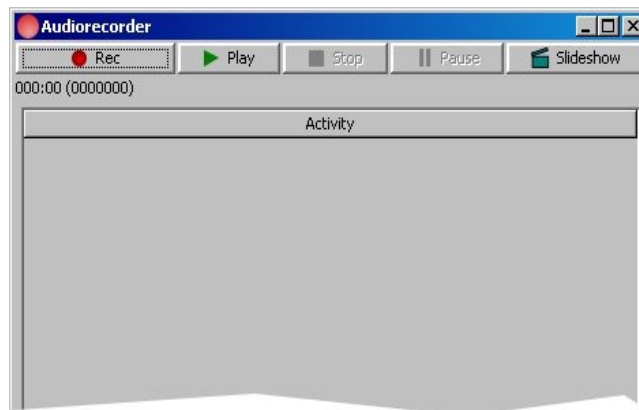 Audiorecorder
Rec Play Stop Pause Slideshow
000:00 (0000000)
Activity